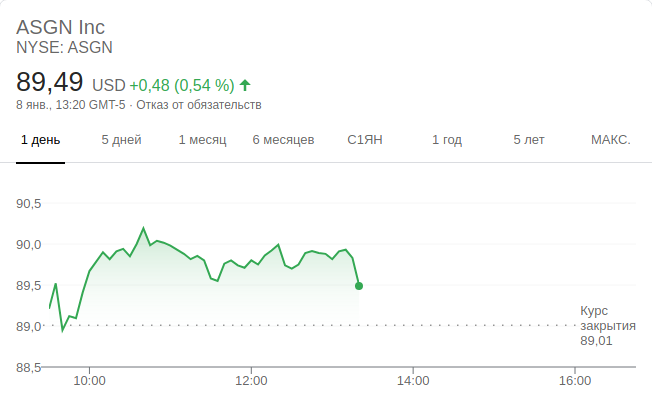 ASGN Inc
NYSE: ASGN
89,49 USD +0,48 (0,54 %)
8 янв., 13:20 GMT-5 · Отказ от обязательств
1 день 5 дней 1 месяц 6 месяцев С1ЯН 1 год 5 лет МАКС.
90,5
90,0
89,5
Курс
89,0 закрытия
89,01
88,5
10:00 12:00 14:00 16:00